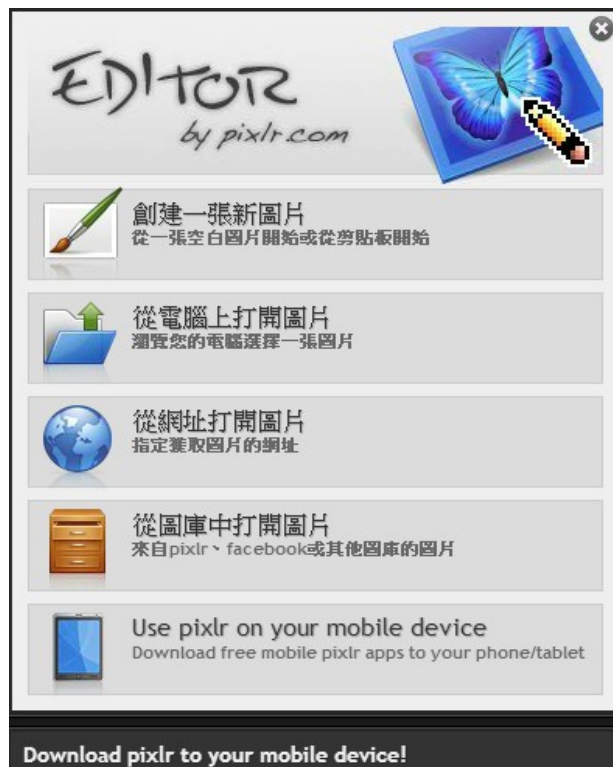 EDITOR
by pixlr.com
創建一張新圖片
從一張空白圖片開始或從剪貼板開始
從電腦上打開圖片
瀏覽您的電腦選擇一張圖片
從網址打開圖片
指定獲取圖片的網址
從圖庫中打開圖片
來自pixlr、facebook或其他圖庫的圖片
Use pixlr on your mobile device
Download free mobile pixlr apps to your phone/tablet
Download pixlr to your mobile device!